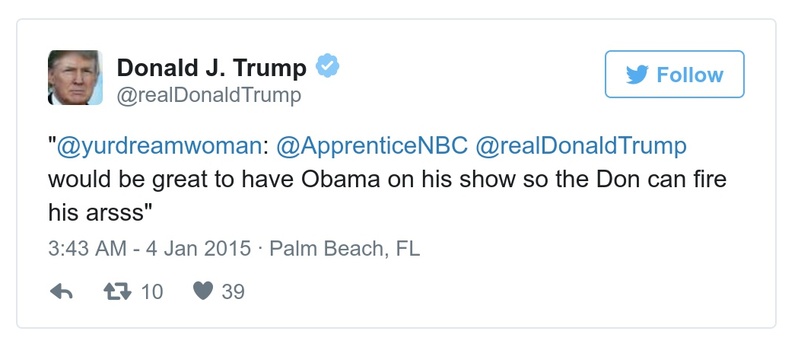 Donald J. Trump
@realDonaldTrump
Follow
"@yurdreamwoman: @ApprenticeNBC @realDonaldTrump
would be great to have Obama on his show so the Don can fire
his arsss"
3:43 AM - 4 Jan 2015 · Palm Beach, FL
10 39